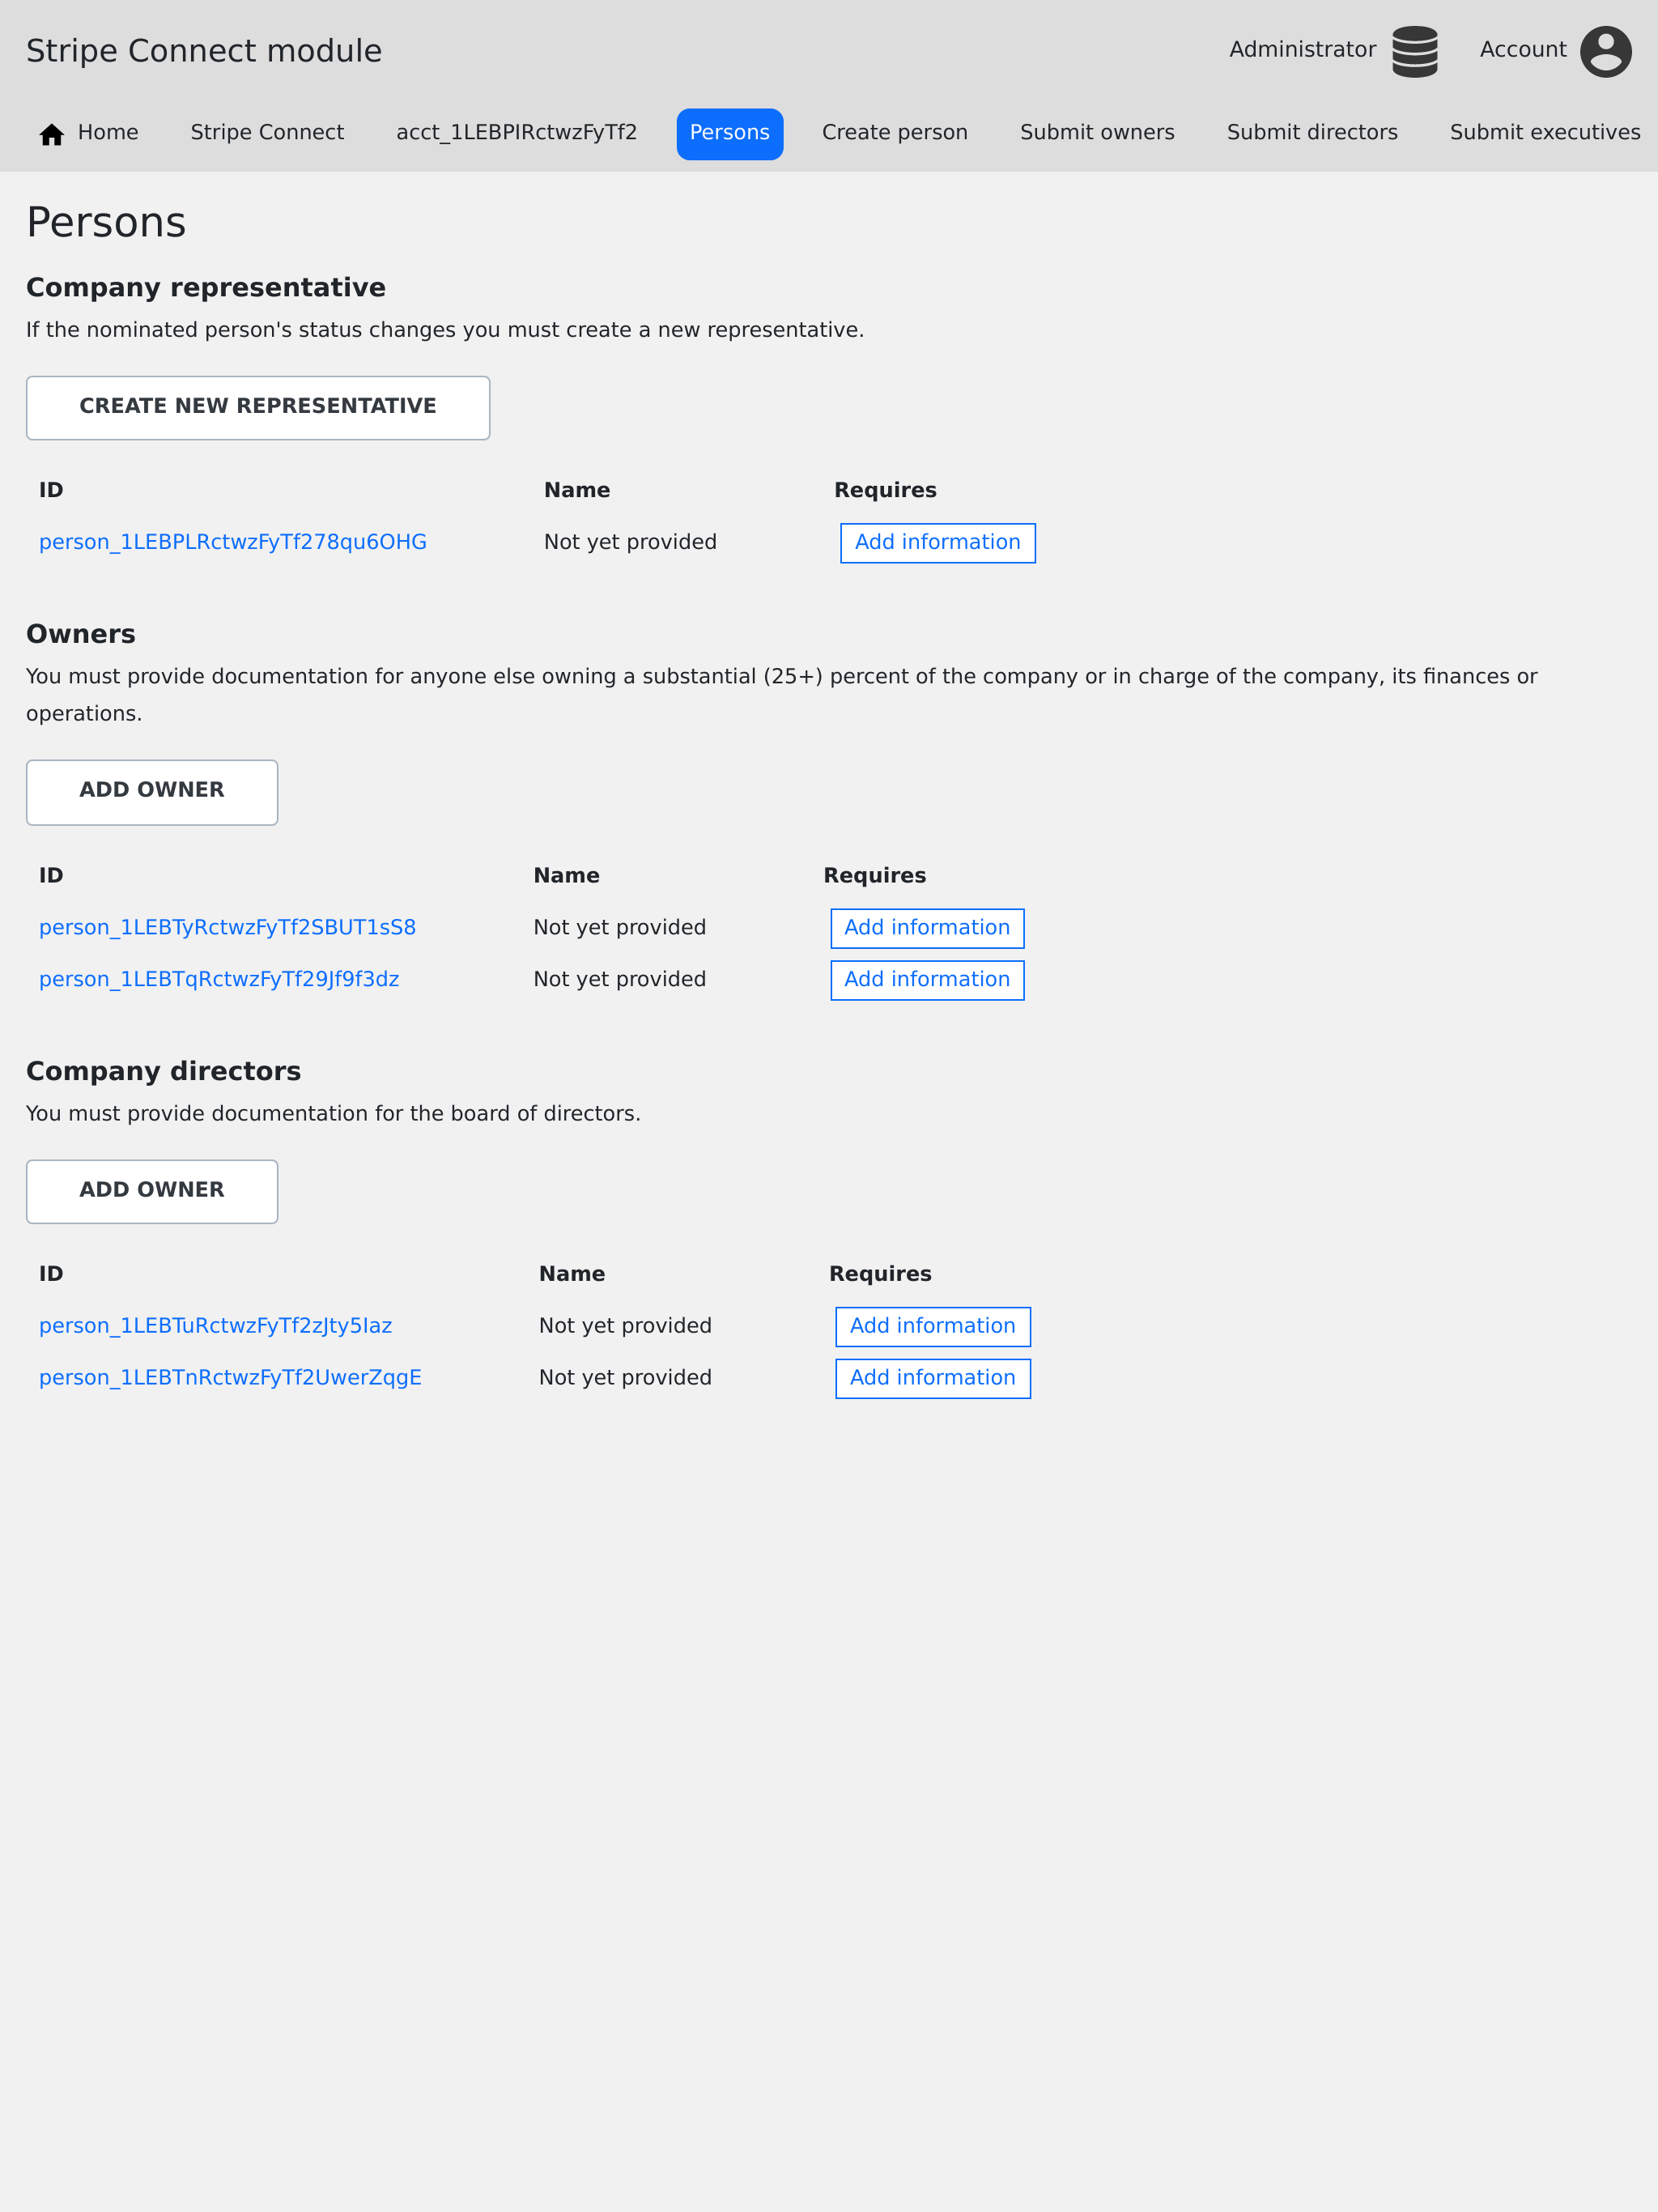 Stripe Connect module
Administrator
Account
Home
Stripe Connect
acct_1LEBPIRctwzFyTf2
Persons
Create person
Submit owners
Submit directors
Submit executives
Persons
Company representative
If the nominated person's status changes you must create a new representative.
CREATE NEW REPRESENTATIVE
ID Name Requires
person_1LEBPLRctwzFyTf278qu6OHG Not yet provided Add information
Owners
You must provide documentation for anyone else owning a substantial (25+) percent of the company or in charge of the company, its finances or
operations.
ADD OWNER
ID Name Requires
person_1LEBTyRctwzFyTf2SBUT1sS8 Not yet provided Add information
person_1LEBTqRctwzFyTf29Jf9f3dz Not yet provided Add information
Company directors
You must provide documentation for the board of directors.
ADD OWNER
ID Name Requires
person_1LEBTuRctwzFyTf2zJty5Iaz Not yet provided Add information
person_1LEBTnRctwzFyTf2UwerZqgE Not yet provided Add information